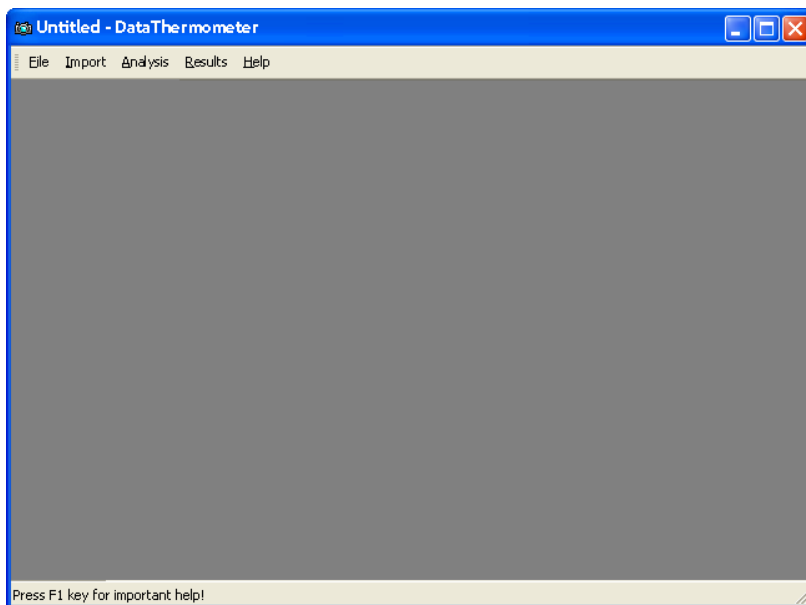 Untitled - DataThermometer
File Import Analysis Results Help
Press F1 key for important help!